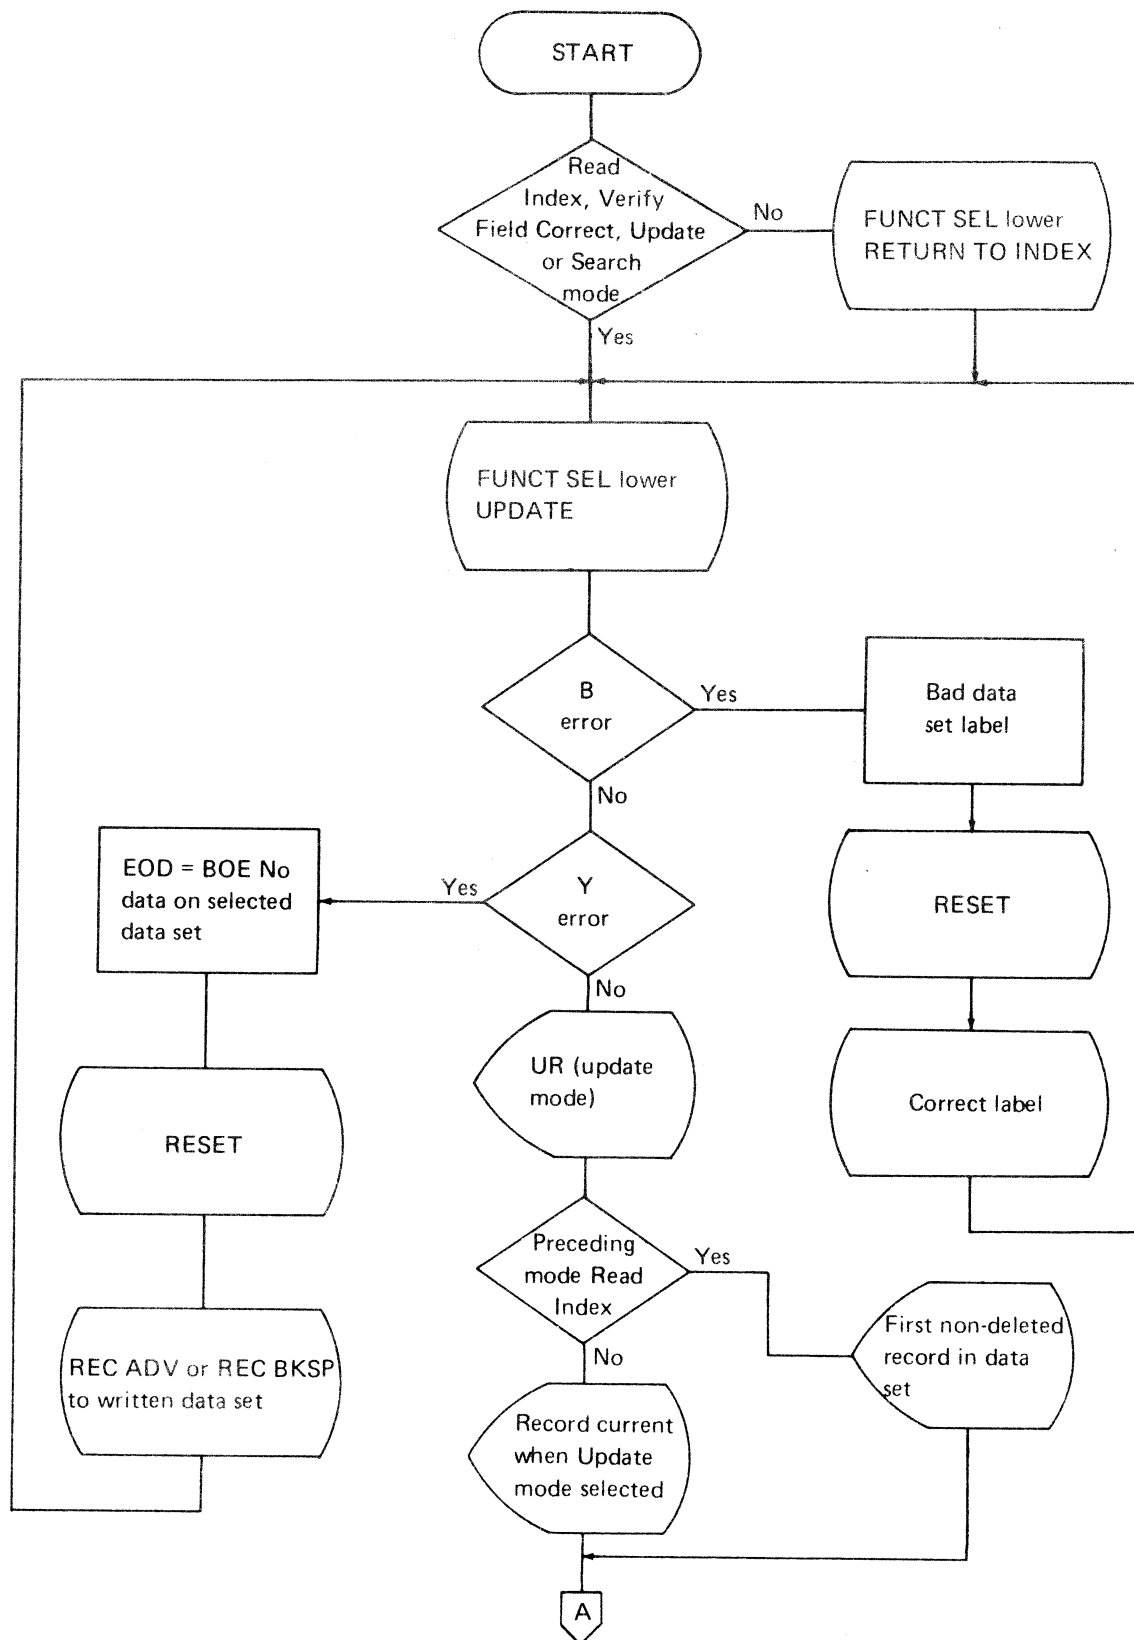 START
Read
Index, Verify
Field Correct, Update
or Search
mode
No
FUNCT SEL lower
RETURN TO INDEX
Yes
FUNCT SEL lower
UPDATE
B
error
Yes
Bad data
set label
No
EOD = BOE No
data on selected
data set
Yes
Y
error
RESET
No
UR (update
mode)
Correct label
RESET
Preceding
mode Read
Index
Yes
First non-deleted
record in data
set
No
REC ADV or REC BKSP
to written data set
Record current
when Update
mode selected
A